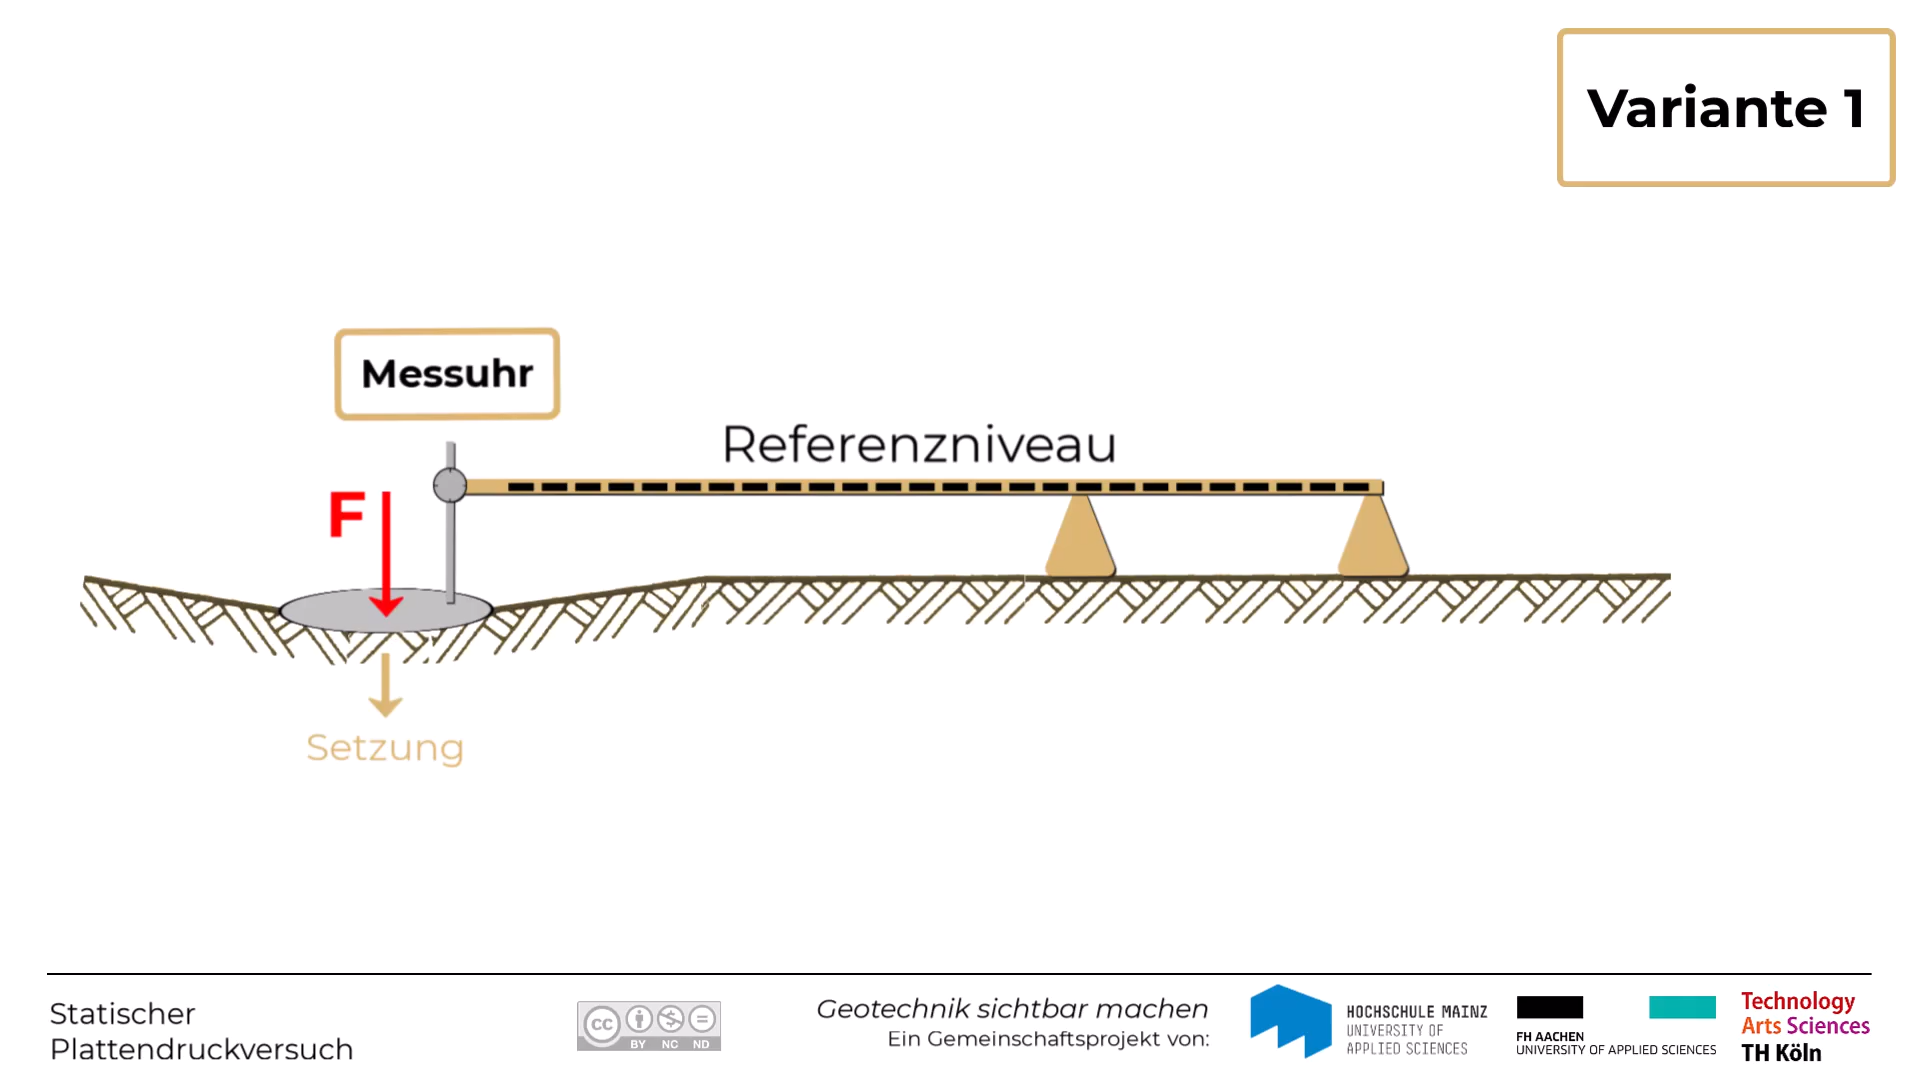 Variante 1
Messuhr
Referenzniveau
F
Setzung
Statischer
Plattendruckversuch
cc
BY NC ND
Geotechnik sichtbar machen
Ein Gemeinschaftsprojekt von:
HOCHSCHULE MAINZ
UNIVERSITY OF
APPLIED SCIENCES
FH AACHEN
UNIVERSITY OF APPLIED SCIENCES
Technology
Arts Sciences
TH Köln